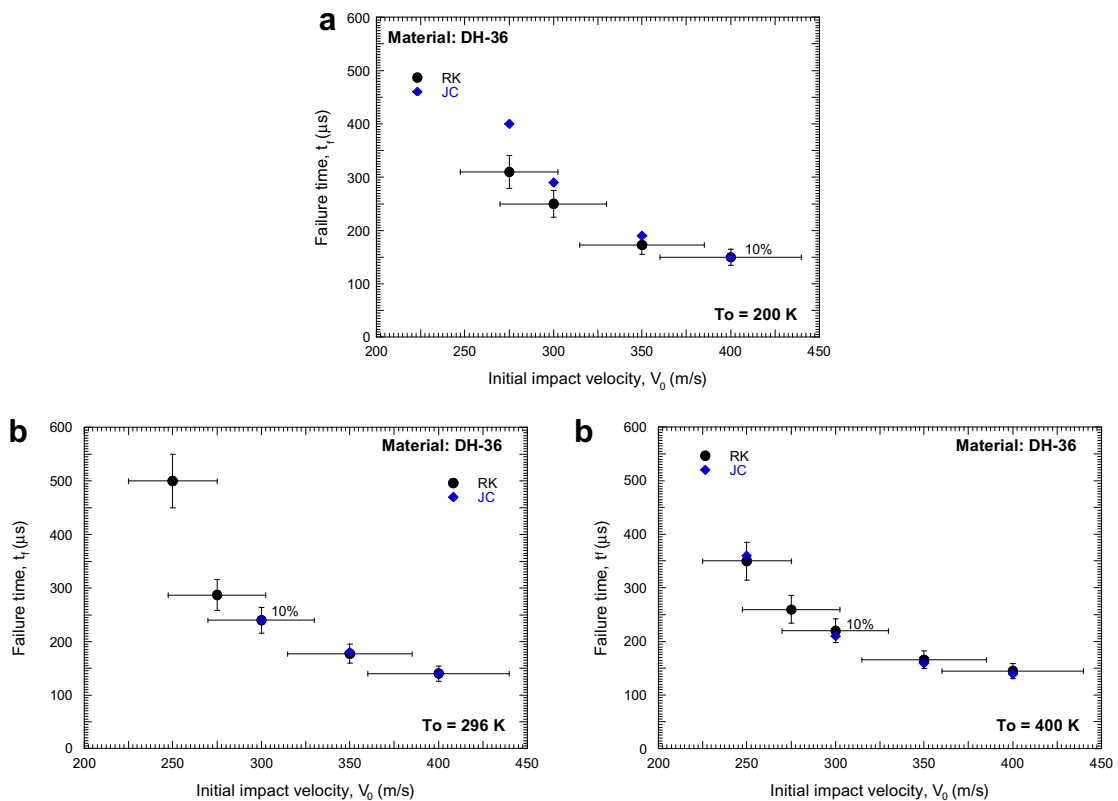 a
Material: DH-36
RK
JC
600
500
400
300
200
100
0
10%
To = 200 K
200 250 300 350 400 450
Failure time, t_f (μs)
Initial impact velocity, V_0 (m/s)
b
Material: DH-36
RK
JC
600
500
400
300
200
100
0
10%
To = 296 K
200 250 300 350 400 450
Failure time, t_f (μs)
Initial impact velocity, V_0 (m/s)
b
Material: DH-36
RK
JC
600
500
400
300
200
100
0
10%
To = 400 K
200 250 300 350 400 450
Failure time, t^f (μs)
Initial impact velocity, V_0 (m/s)